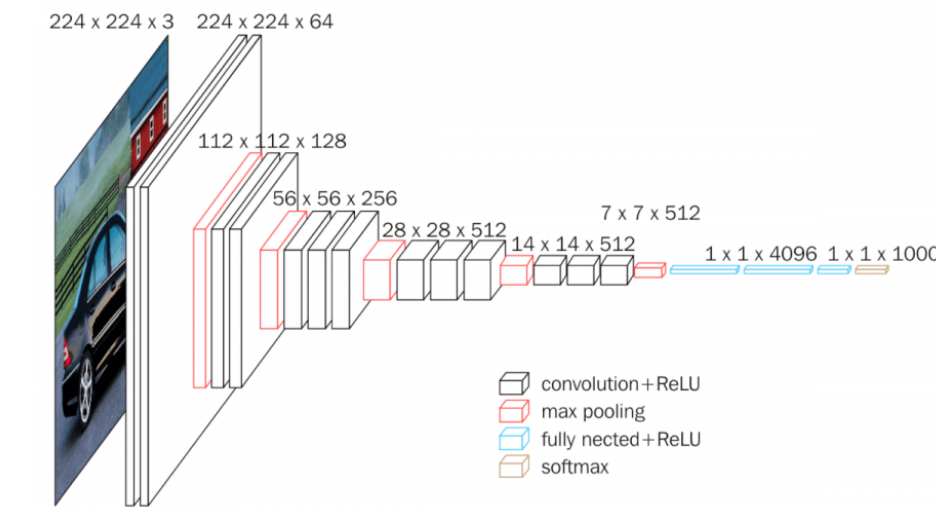 224 x 224 x 3
224 x 224 x 64
112 x 112 x 128
56 x 56 x 256
28 x 28 x 512
14 x 14 x 512
7 x 7 x 512
1 x 1 x 4096
1 x 1 x 1000
convolution+ReLU
max pooling
fully nected+ReLU
softmax